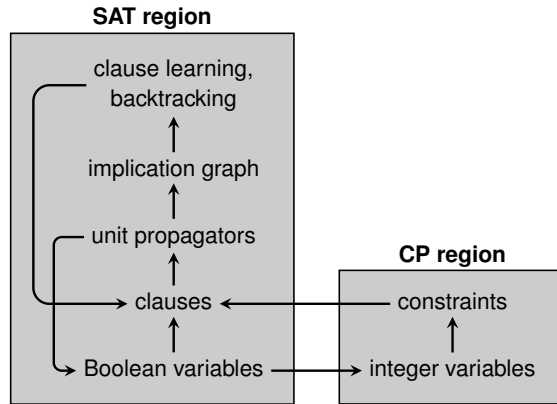 SAT region
clause learning,
backtracking
implication graph
unit propagators
clauses
Boolean variables
CP region
constraints
integer variables